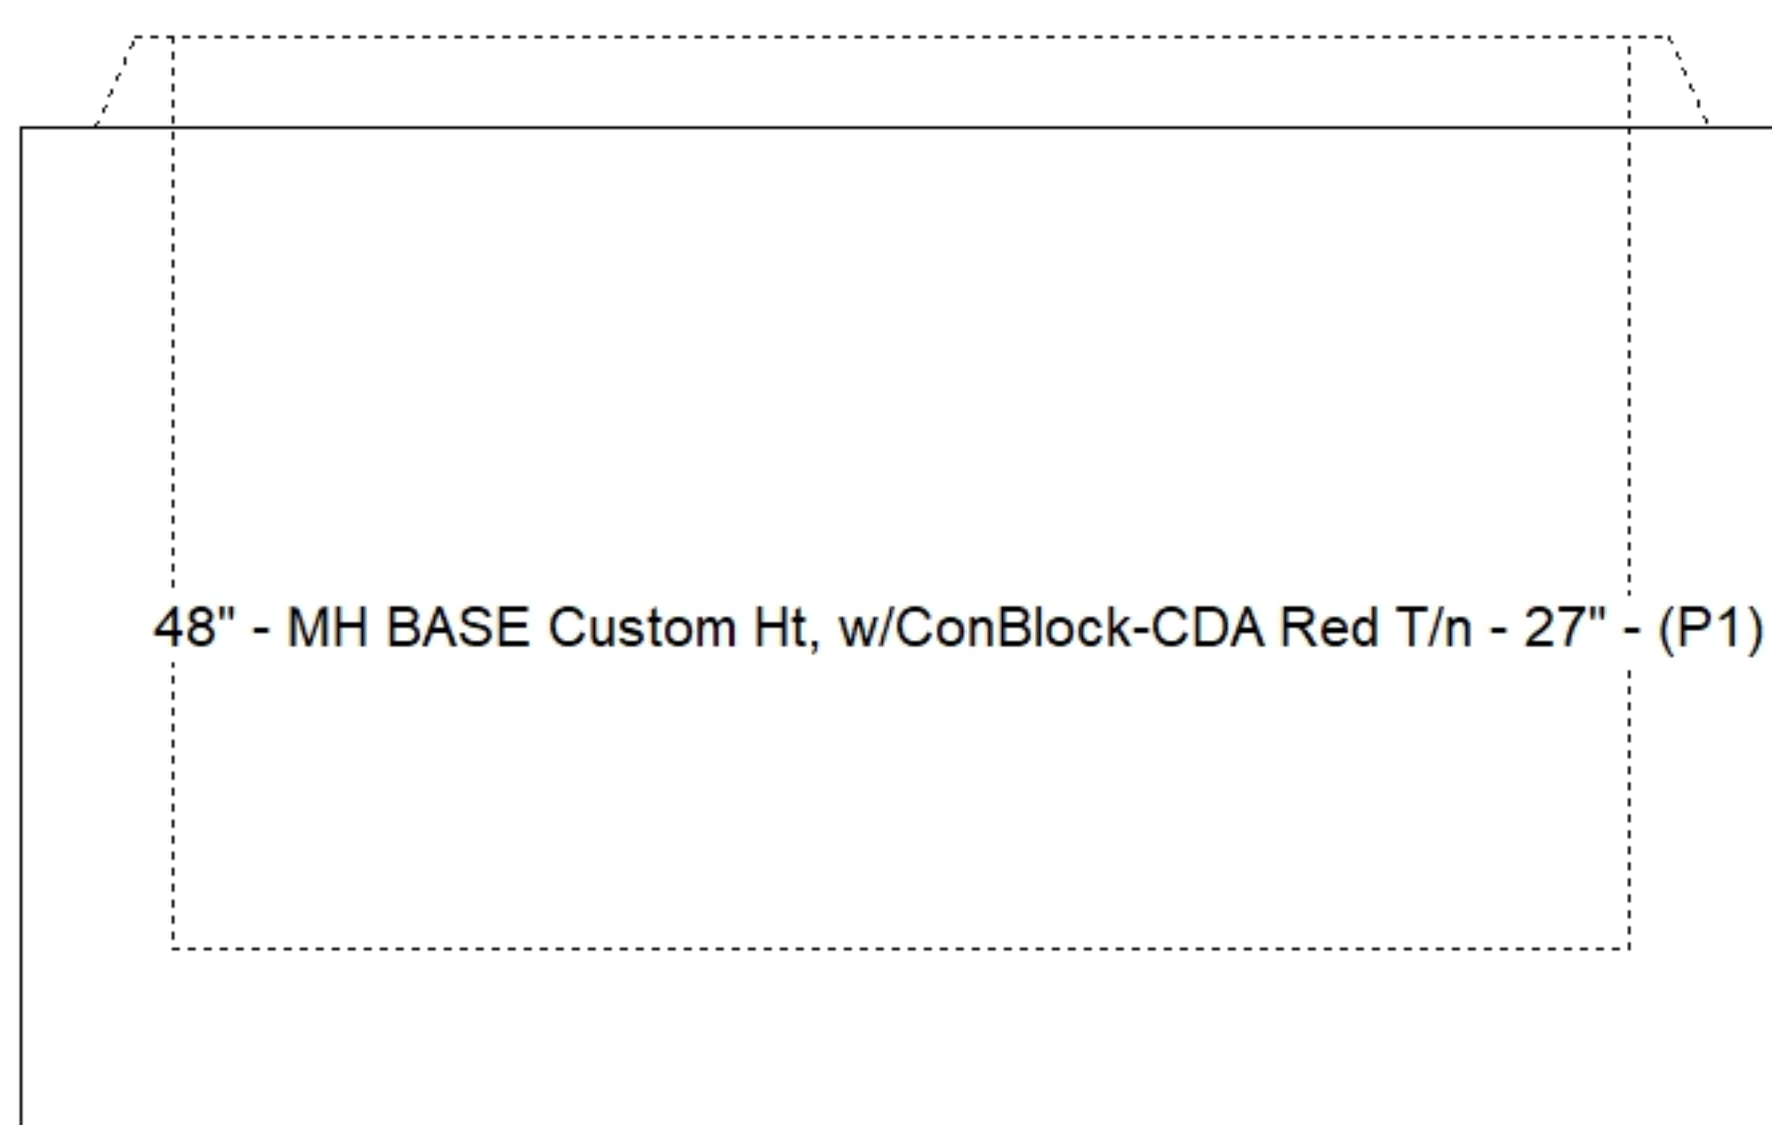 48" - MH BASE Custom Ht, w/ConBlock-CDA Red T/n - 27" - (P1)